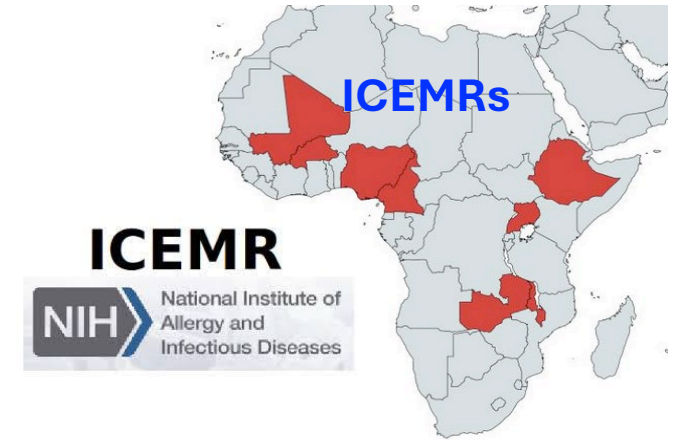 ICEMRs
ICEMR
NIH
National Institute of
Allergy and
Infectious Diseases